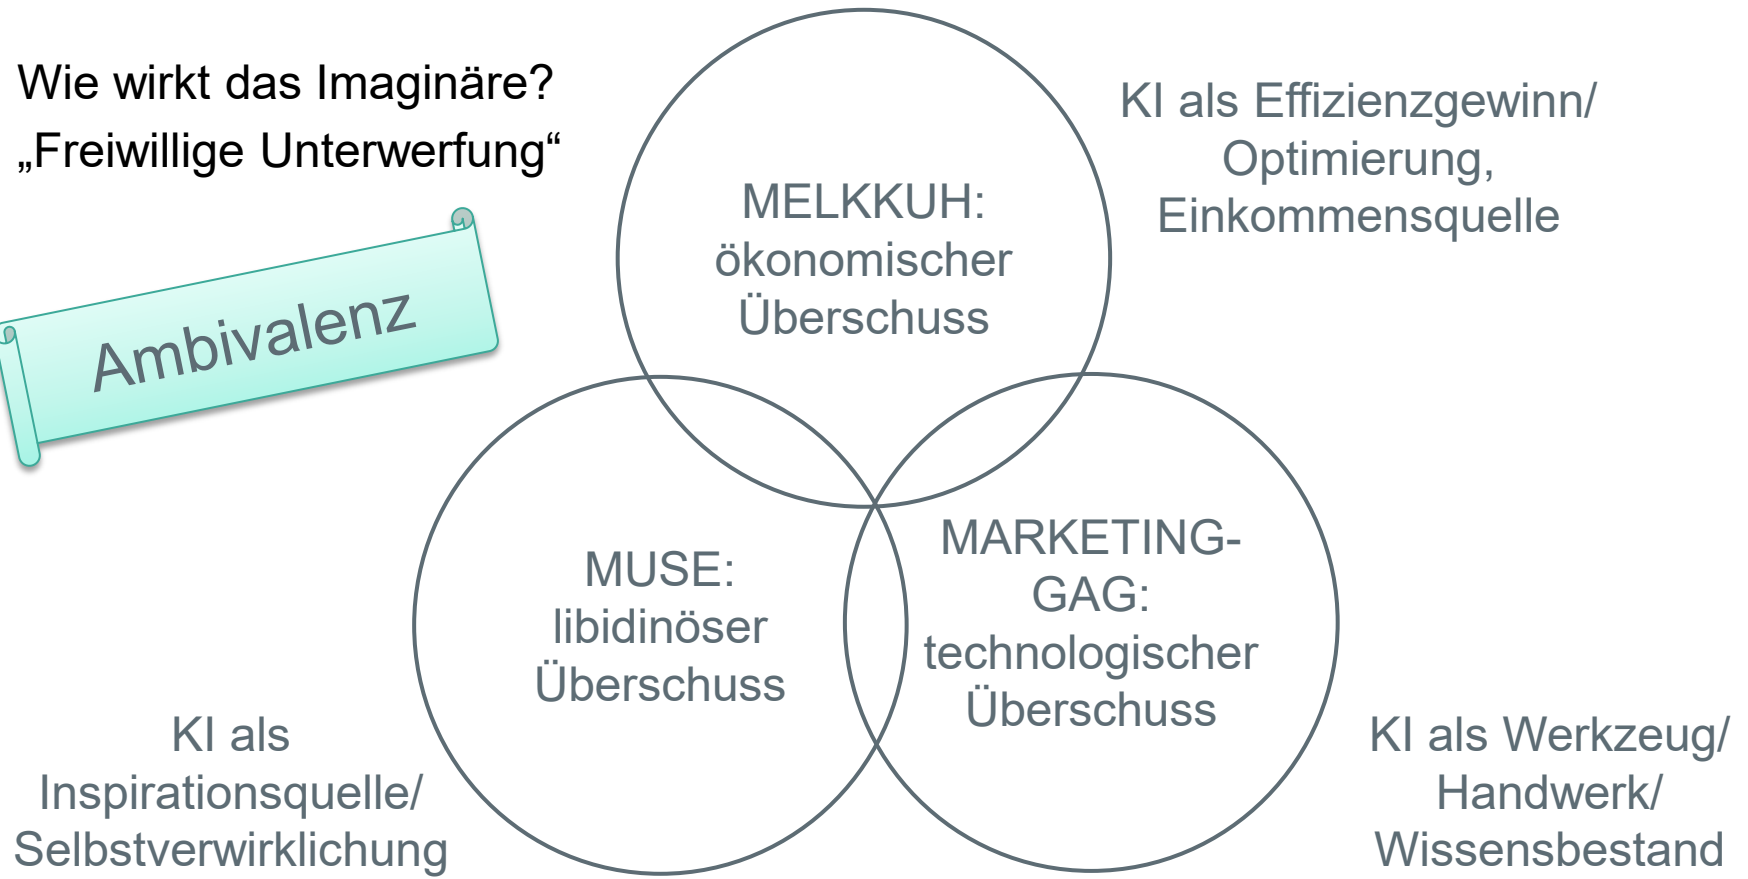 Wie wirkt das Imaginäre?
„Freiwillige Unterwerfung“
Ambivalenz
MELKKUH:
ökonomischer
Überschuss
KI als Effizienzgewinn/
Optimierung,
Einkommensquelle
MUSE:
libidinöser
Überschuss
MARKETING-
GAG:
technologischer
Überschuss
KI als
Inspirationsquelle/
Selbstverwirklichung
KI als Werkzeug/
Handwerk/
Wissensbestand